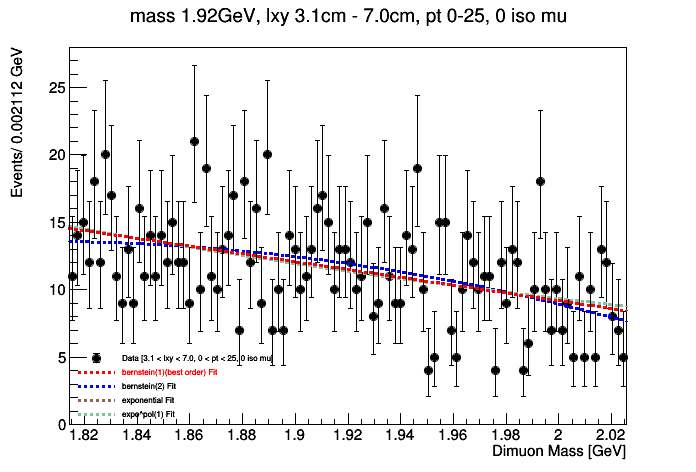 mass 1.92GeV, lxy 3.1cm - 7.0cm, pt 0-25, 0 iso mu
Events/ 0.002112 GeV
25
20
15
10
5
0
Data [3.1 < lxy < 7.0, 0 < pt < 25, 0 iso mu]
bernstein(1)(best order) Fit
bernstein(2) Fit
exponential Fit
expo*pol(1) Fit
1.82 1.84 1.86 1.88 1.9 1.92 1.94 1.96 1.98 2 2.02
Dimuon Mass [GeV]